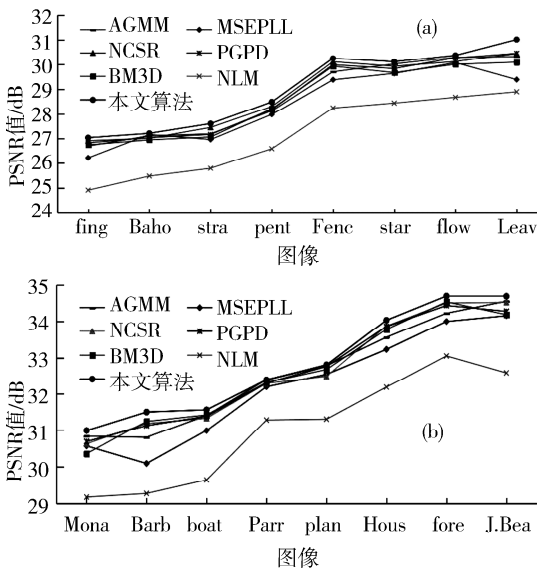 AGMM MSEPLL (a)
NCSR PGPD
BM3D NLM
本文算法
PSNR值/dB
32
31
30
29
28
27
26
25
24
fing Baho stra pent Fenc star flow Leav
图像
AGMM MSEPLL
NCSR PGPD
BM3D NLM
本文算法
(b)
PSNR值/dB
35
34
33
32
31
30
29
Mona Barb boat Parr plan Hous fore J.Bea
图像